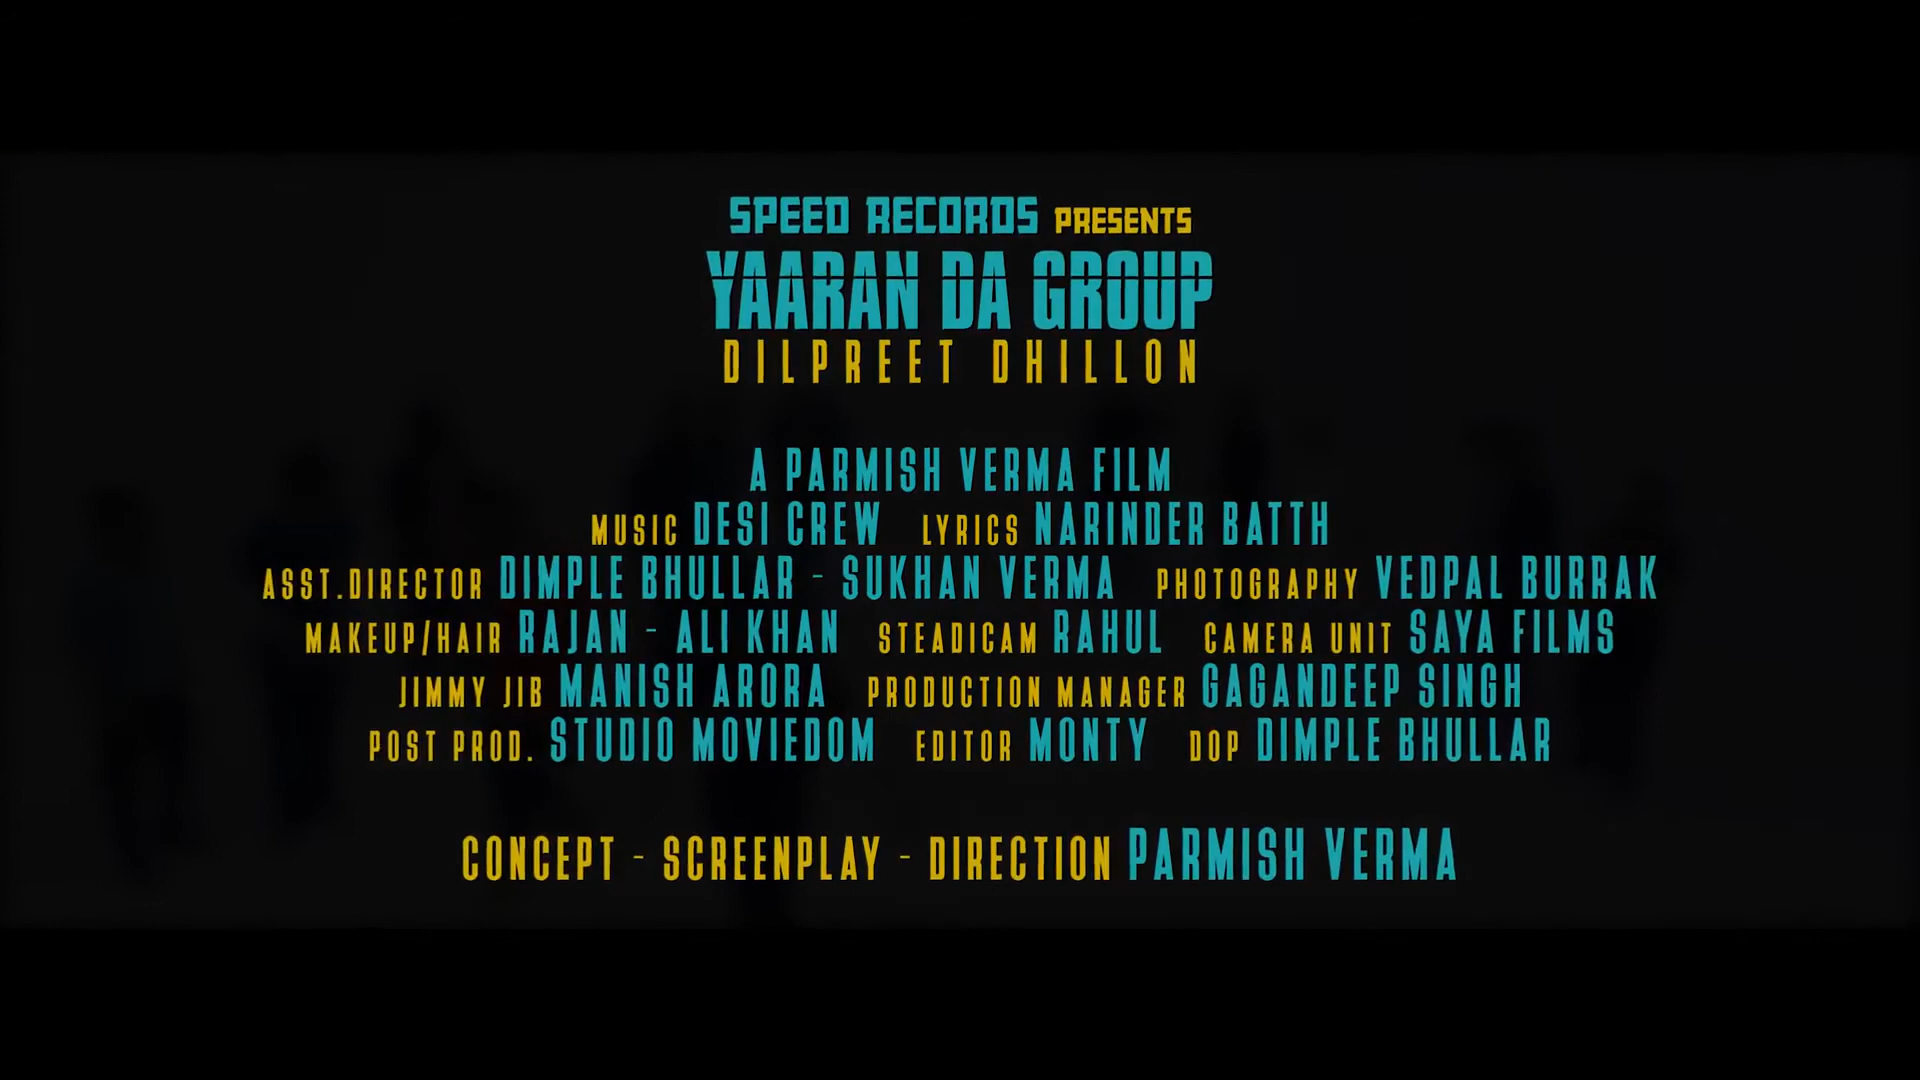 SPEED RECORDS PRESENTS
YAARAN DA GROUP
DILPREET DHILLON
A PARMISH VERMA FILM
MUSIC DESI CREW LYRICS NARINDER BATTH
ASST.DIRECTOR DIMPLE BHULLAR - SUKHAN VERMA PHOTOGRAPHY VEDPAL BURRAK
MAKEUP/HAIR RAJAN - ALI KHAN STEADICAM RAHUL CAMERA UNIT SAYA FILMS
JIMMY JIB MANISH ARORA PRODUCTION MANAGER GAGANDEEP SINGH
POST PROD. STUDIO MOVIEDOM EDITOR MONTY DOP DIMPLE BHULLAR
CONCEPT - SCREENPLAY - DIRECTION PARMISH VERMA